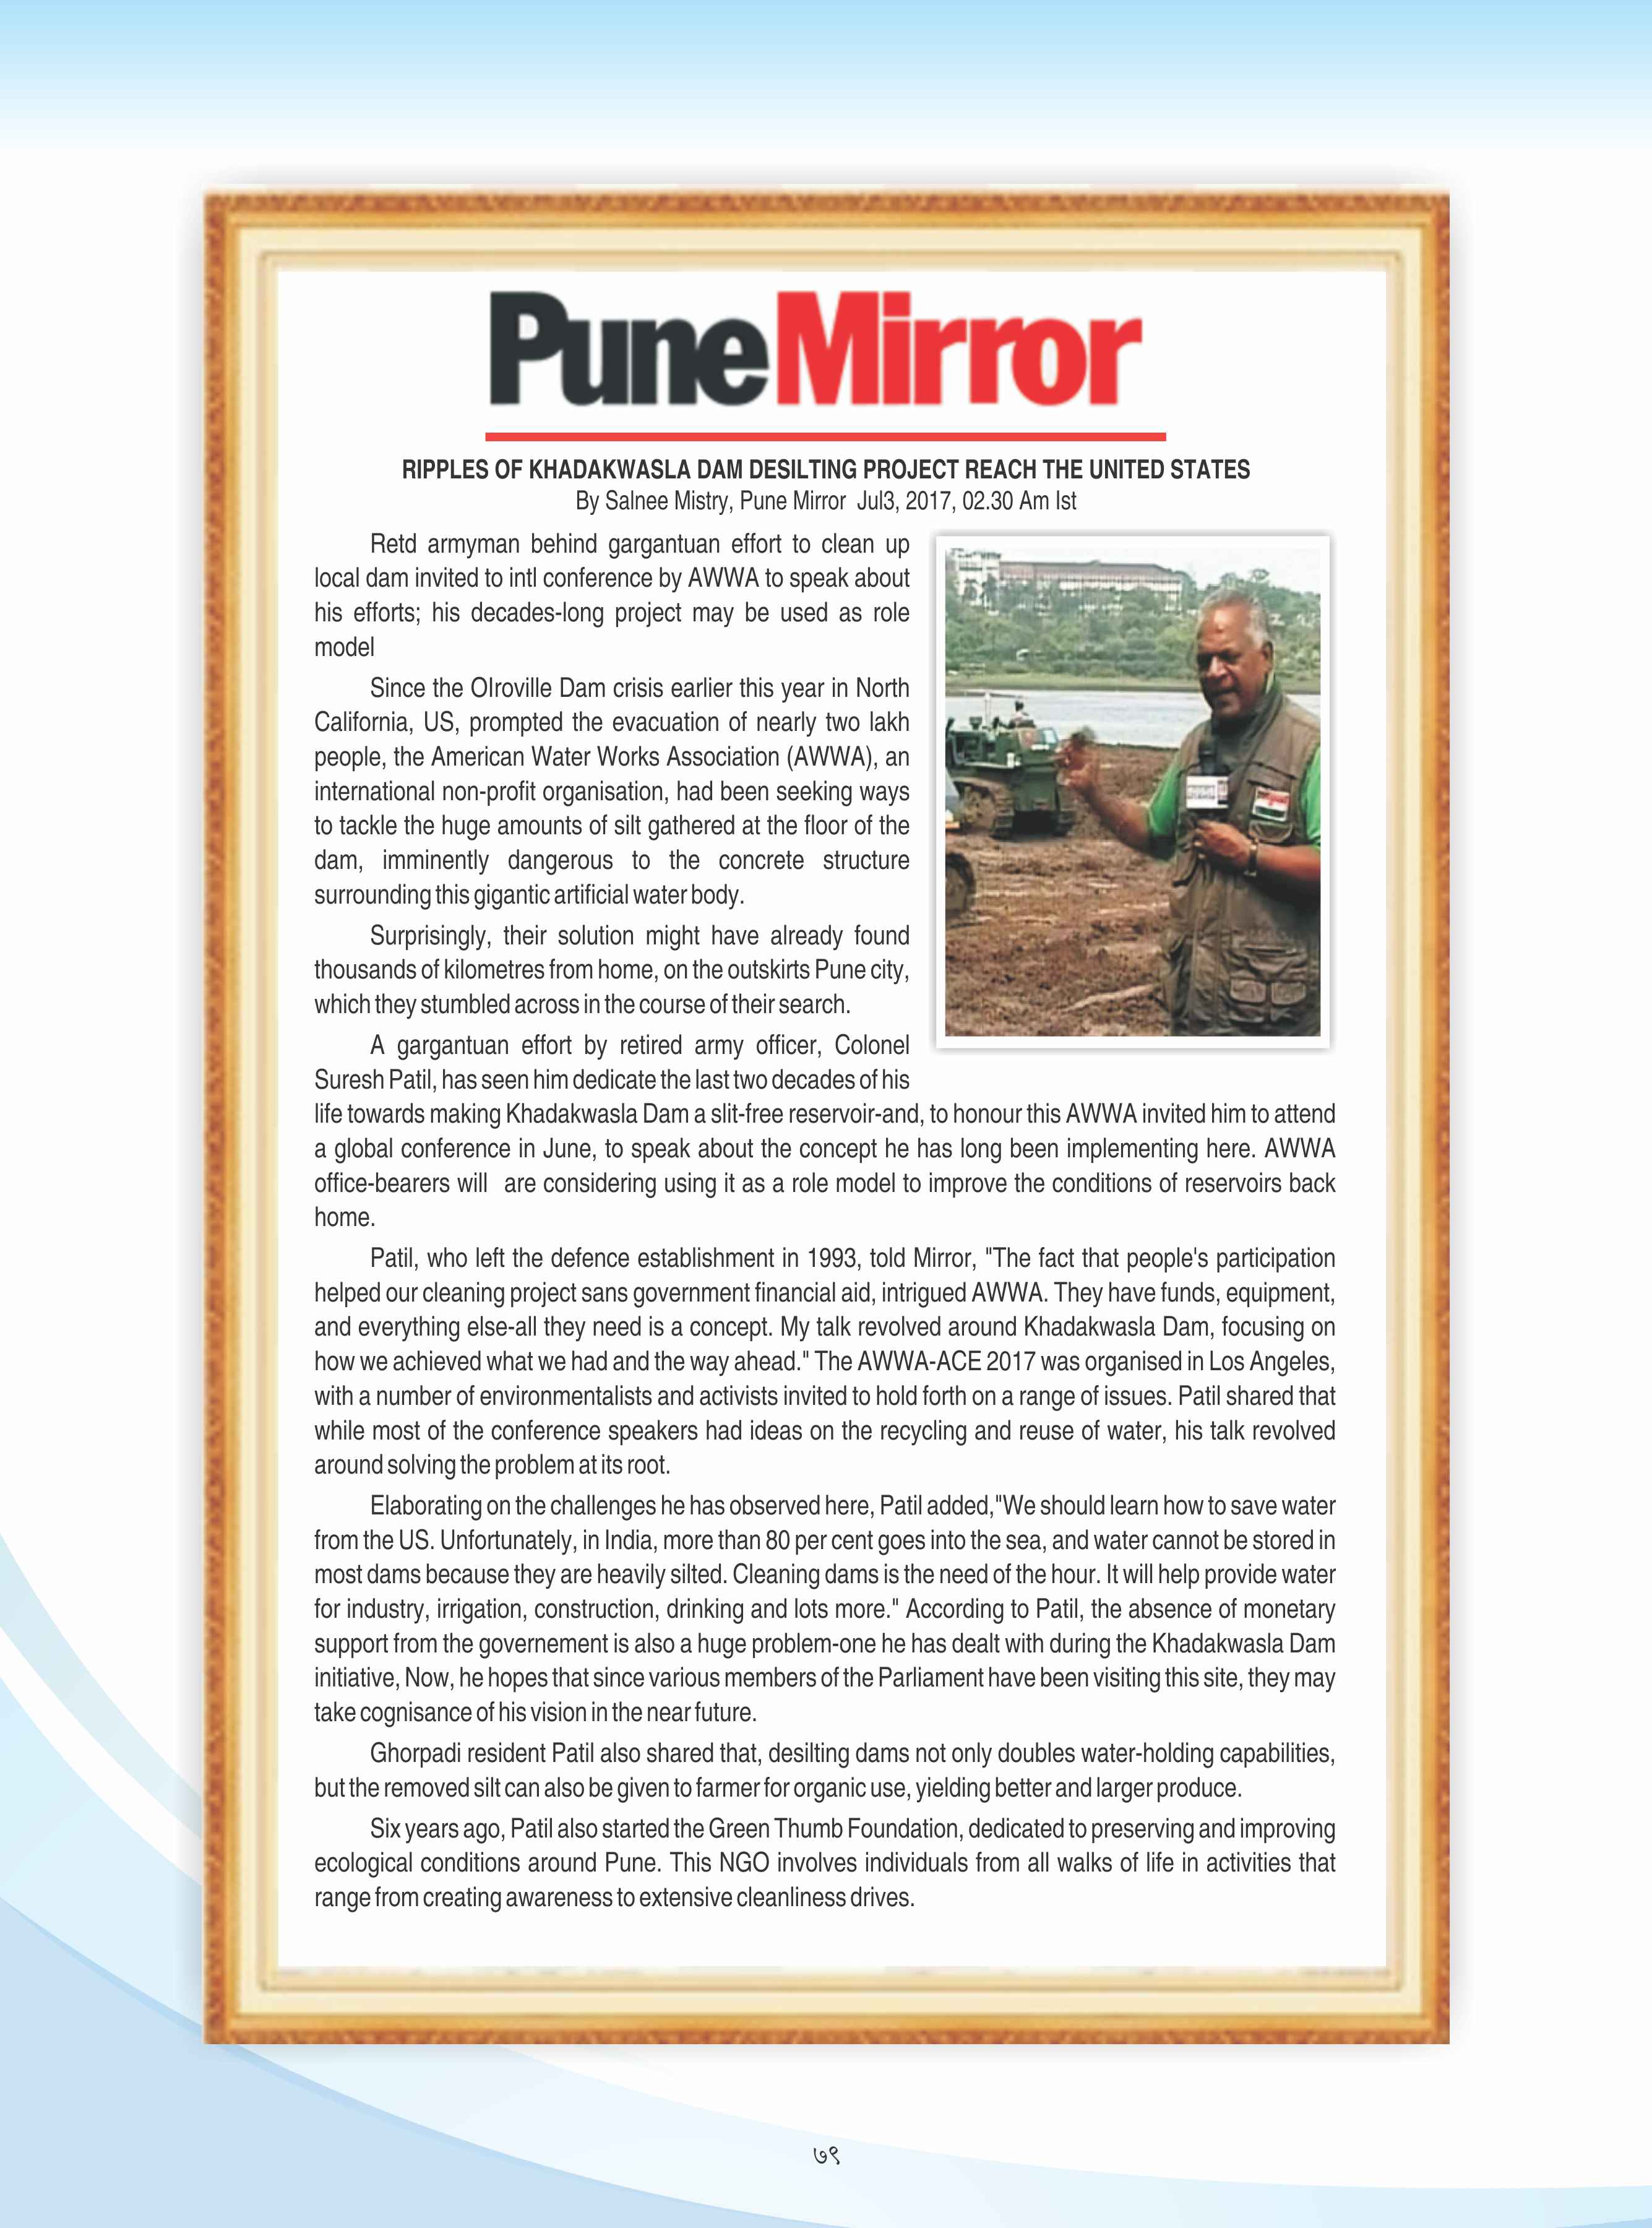 PuneMirror
RIPPLES OF KHADAKWASLA DAM DESILTING PROJECT REACH THE UNITED STATES
By Salnee Mistry, Pune Mirror Jul3, 2017, 02.30 Am Ist
Retd armyman behind gargantuan effort to clean up
local dam invited to intl conference by AWWA to speak about
his efforts; his decades-long project may be used as role
model
Since the OIroville Dam crisis earlier this year in North
California, US, prompted the evacuation of nearly two lakh
people, the American Water Works Association (AWWA), an
international non-profit organisation, had been seeking ways
to tackle the huge amounts of silt gathered at the floor of the
dam, imminently dangerous to the concrete structure
surrounding this gigantic artificial water body.
Surprisingly, their solution might have already found
thousands of kilometres from home, on the outskirts Pune city,
which they stumbled across in the course of their search.
A gargantuan effort by retired army officer, Colonel
Suresh Patil, has seen him dedicate the last two decades of his
life towards making Khadakwasla Dam a slit-free reservoir-and, to honour this AWWA invited him to attend
a global conference in June, to speak about the concept he has long been implementing here. AWWA
office-bearers will are considering using it as a role model to improve the conditions of reservoirs back
home.
Patil, who left the defence establishment in 1993, told Mirror, "The fact that people's participation
helped our cleaning project sans government financial aid, intrigued AWWA. They have funds, equipment,
and everything else-all they need is a concept. My talk revolved around Khadakwasla Dam, focusing on
how we achieved what we had and the way ahead." The AWWA-ACE 2017 was organised in Los Angeles,
with a number of environmentalists and activists invited to hold forth on a range of issues. Patil shared that
while most of the conference speakers had ideas on the recycling and reuse of water, his talk revolved
around solving the problem at its root.
Elaborating on the challenges he has observed here, Patil added,"We should learn how to save water
from the US. Unfortunately, in India, more than 80 per cent goes into the sea, and water cannot be stored in
most dams because they are heavily silted. Cleaning dams is the need of the hour. It will help provide water
for industry, irrigation, construction, drinking and lots more." According to Patil, the absence of monetary
support from the governement is also a huge problem-one he has dealt with during the Khadakwasla Dam
initiative, Now, he hopes that since various members of the Parliament have been visiting this site, they may
take cognisance of his vision in the near future.
Ghorpadi resident Patil also shared that, desilting dams not only doubles water-holding capabilities,
but the removed silt can also be given to farmer for organic use, yielding better and larger produce.
Six years ago, Patil also started the Green Thumb Foundation, dedicated to preserving and improving
ecological conditions around Pune. This NGO involves individuals from all walks of life in activities that
range from creating awareness to extensive cleanliness drives.
७९